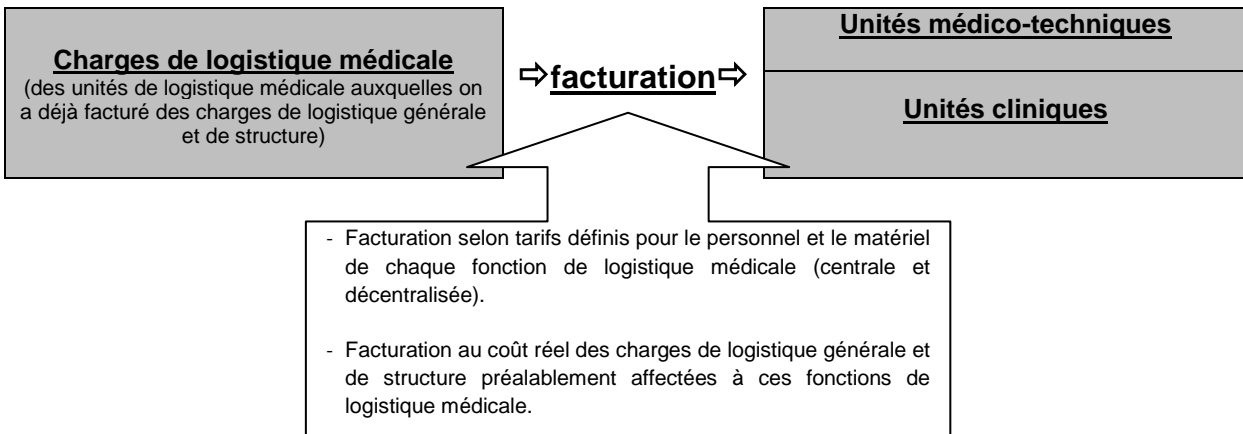 Charges de logistique médicale
(des unités de logistique médicale auxquelles on
a déjà facturé des charges de logistique générale
et de structure)
⇨facturation⇨
Unités médico-techniques
Unités cliniques
- Facturation selon tarifs définis pour le personnel et le matériel
de chaque fonction de logistique médicale (centrale et
décentralisée).
- Facturation au coût réel des charges de logistique générale et
de structure préalablement affectées à ces fonctions de
logistique médicale.